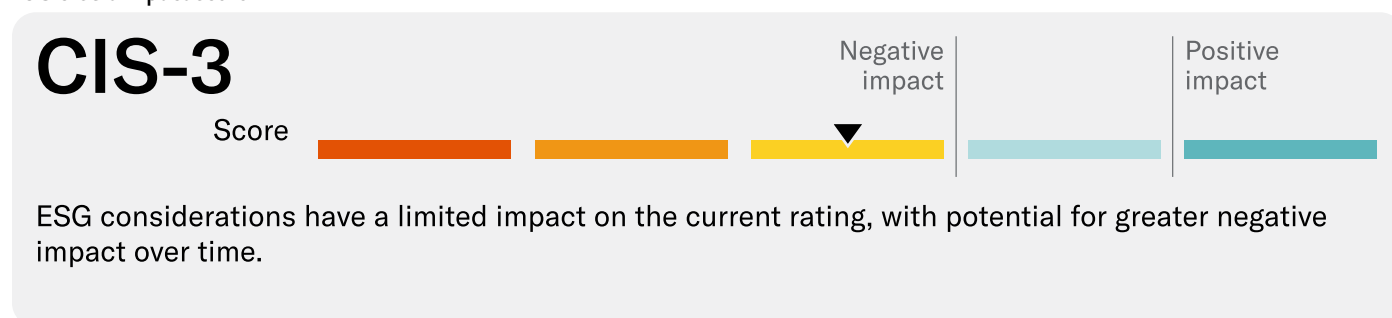 CIS-3
Negative
impact
Positive
impact
Score
ESG considerations have a limited impact on the current rating, with potential for greater negative
impact over time.